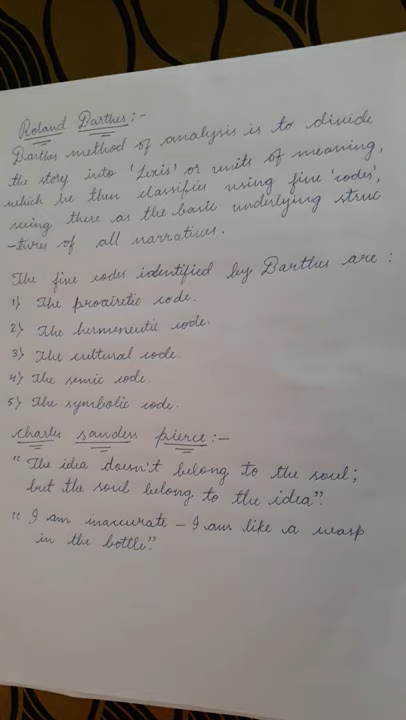 Roland Barthes:-
Barthes method of analysis is to divide
the story into 'Lexis' or units of meaning,
which he then classifies using five 'codes',
seeing there as the basic underlying struc
-tures of all narratives.
The five codes identified by Barthes are :
1) The proairetic code.
2) The hermeneutic code.
3) The cultural code.
4) The semic code.
5) The symbolic code.
Charles sanders pierce:-
"The idea doesn't belong to the soul;
but the soul belong to the idea".
"I am inaccurate - I am like a wasp
in the bottle."